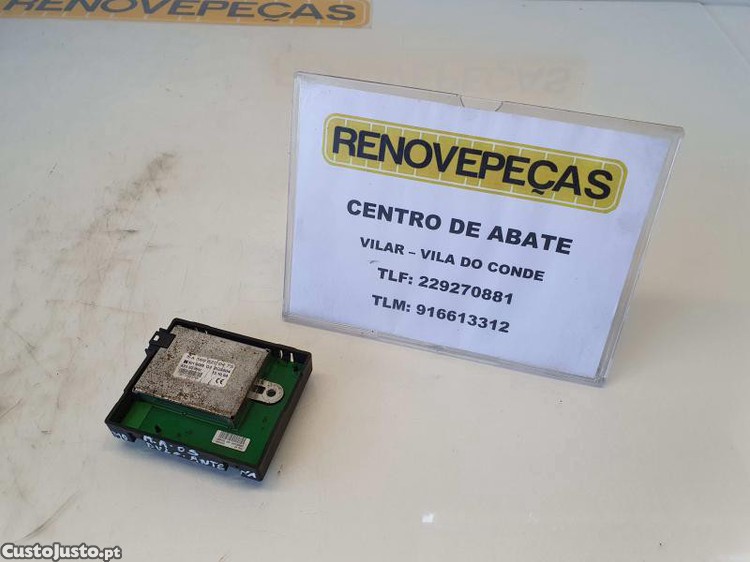 RENOVEPEÇAS
RENOVEPEÇAS
CENTRO DE ABATE
VILAR – VILA DO CONDE
TLF: 229270881
TLM: 916613312
CustoJusto.pt